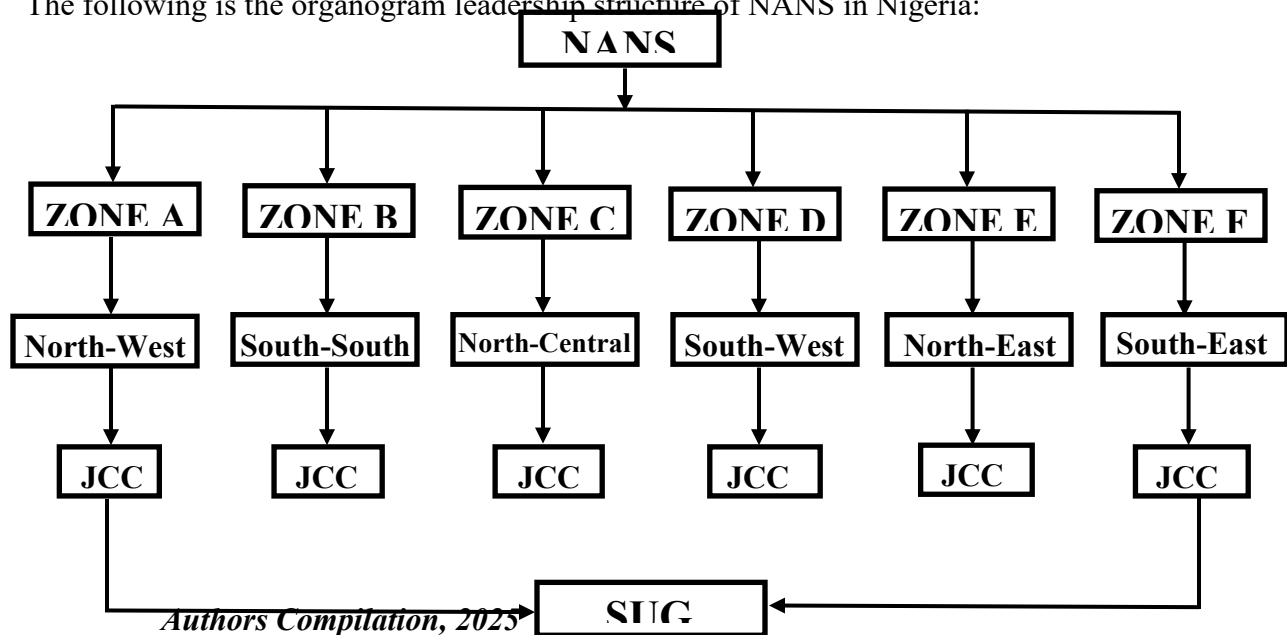 The following is the organogram leadership structure of NANS in Nigeria:
NANS
ZONE A ZONE B ZONE C ZONE D ZONE E ZONE F
North-West South-South North-Central South-West North-East South-East
JCC JCC JCC JCC JCC JCC
SUG
Authors Compilation, 2025